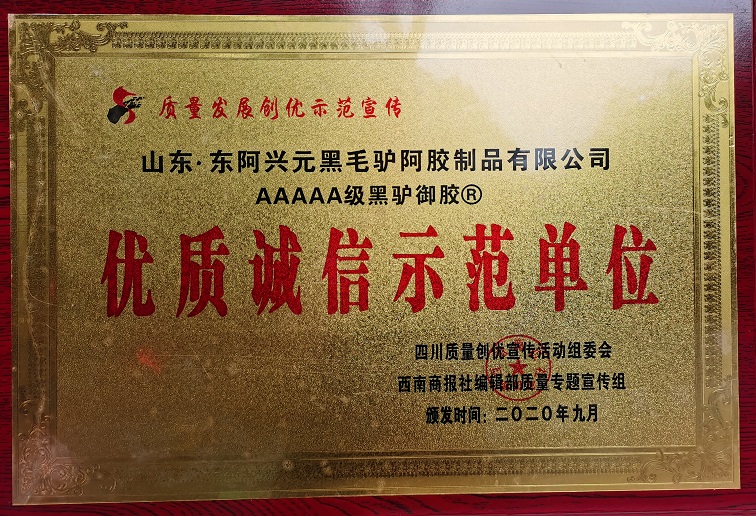 质量发展创优示范宣传
山东·东阿兴元黑毛驴阿胶制品有限公司
AAAAA级黑驴御胶®
优质诚信示范单位
四川质量创优宣传活动组委会
西南商报社编辑部质量专题宣传组
颁发时间：二〇二〇年九月